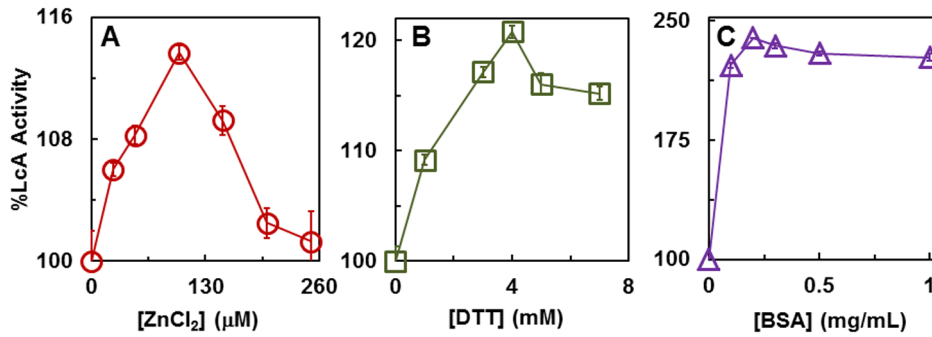 A
B
C
%LcA Activity
116
108
100
0
130
260
[ZnCl₂] (μM)
120
110
100
0
4
8
[DTT] (mM)
250
175
100
0
0.5
1
[BSA] (mg/mL)